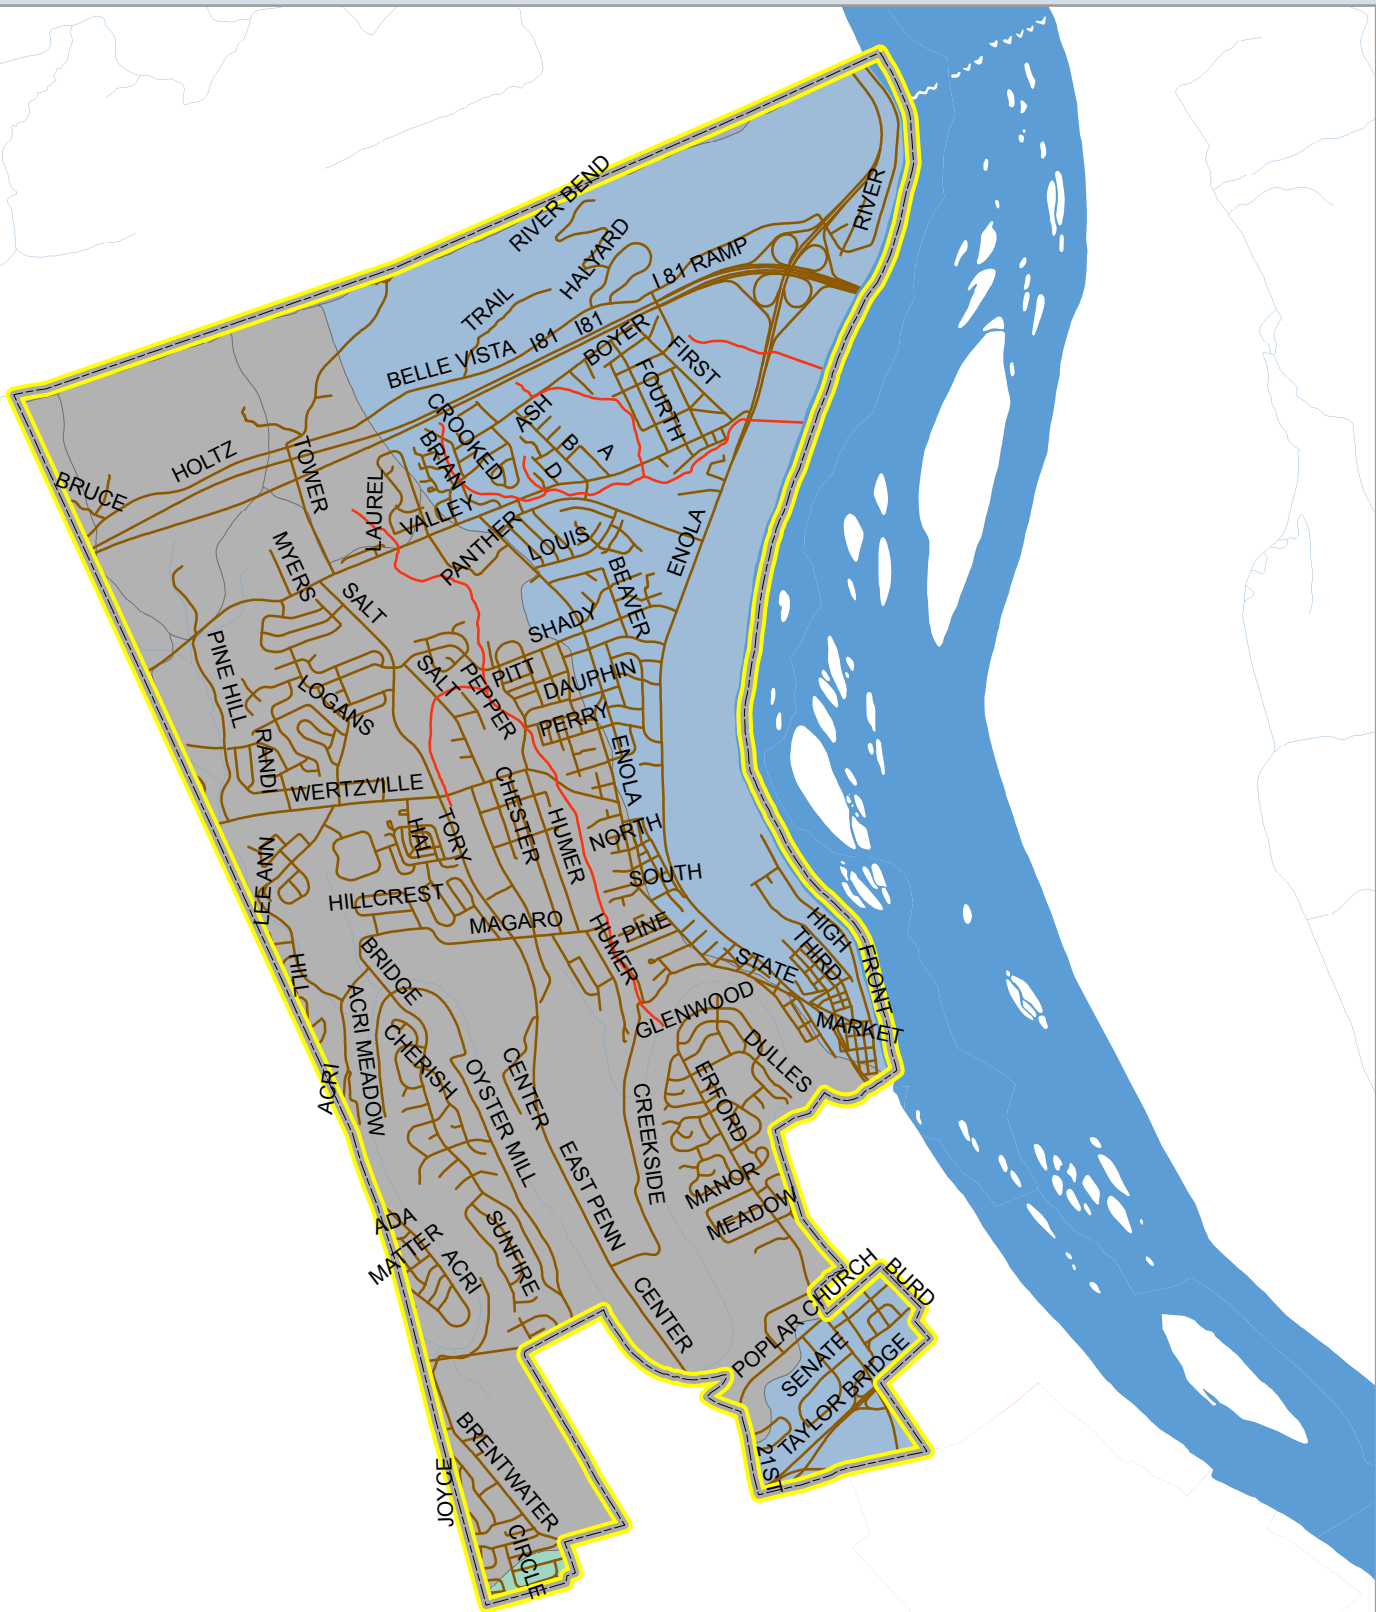 RIVER BEND
RIVER
HALYARD
I 81 RAMP
TRAIL
I81
I81
BOYER
BELLE VISTA
FIRST
FOURTH
CROOKED
ASH
BRIAN
B
A
D
HOLTZ
TOWER
BRUCE
LAUREL
VALLEY
PANTHER
LOUIS
ENOLA
MYERS
SALT
BEAVER
SHADY
PINE HILL
SALT
PEPPER
PITT
DAUPHIN
LOGANS
PERRY
RANDI
ENOLA
WERTZVILLE
CHESTER
HAL
TORY
HUMER
NORTH
LEE ANN
SOUTH
HILLCREST
MAGARO
HUMER
PINE
HIGH
THIRD
STATE
FRONT
BRIDGE
HILL
ACRI MEADOW
GLENWOOD
MARKET
CHERISH
DULLES
ACRI
OYSTER MILL
CENTER
ERFORD
CREEKSIDE
EAST PENN
MANOR
MEADOW
ADA
MATTER
ACRI
SUNFIRE
CENTER
POPLAR CHURCH
BURD
SENATE
TAYLOR BRIDGE
21ST
BRENTWATER
JOYCE
CIRCLE